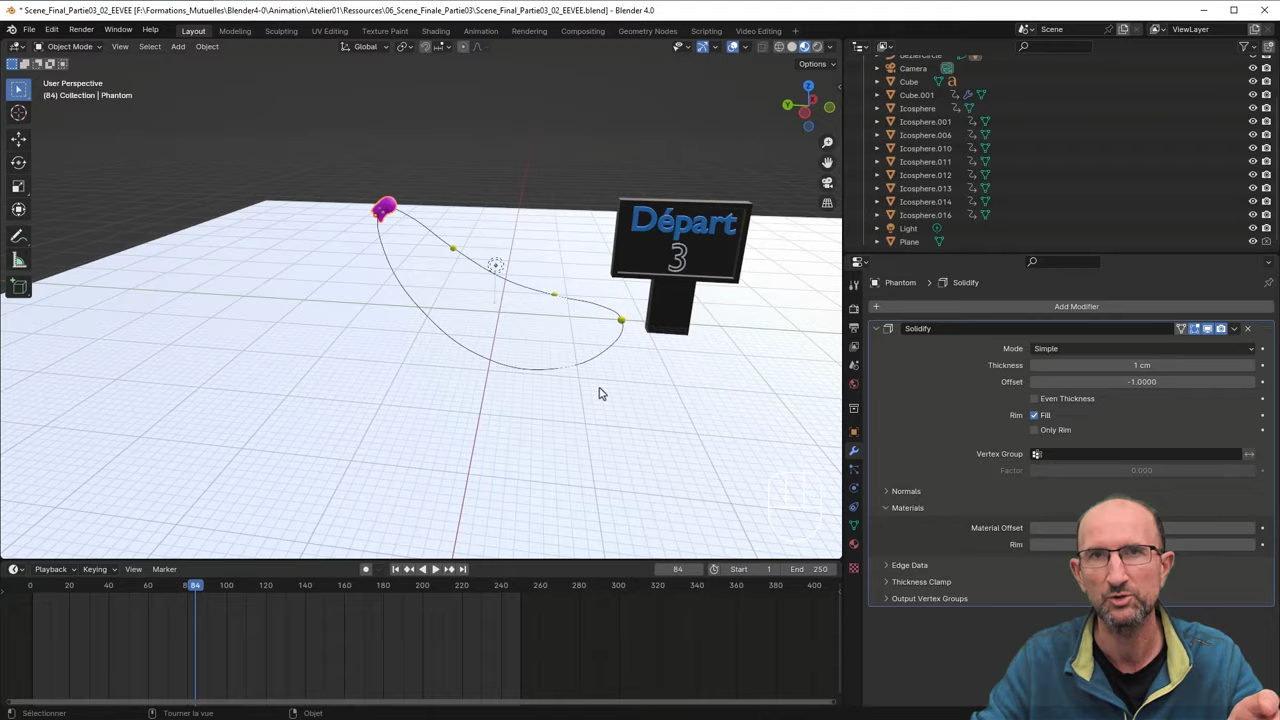 * Scene_Final_Partie03_02_EEVEE [F:\Formations_Mutuelles\Blender4-0\Animation\Atelier01\Ressources\06_Scene_Finale_Partie03\Scene_Final_Partie03_02_EEVEE.blend] - Blender 4.0
File Edit Render Window Help Layout Modeling Sculpting UV Editing Texture Paint Shading Animation Rendering Compositing Geometry Nodes Scripting Video Editing Scene ViewLayer
Object Mode View Select Add Object Global
Options
User Perspective
(84) Collection | Phantom
X
Y
Z
Départ
3
BezierCircle
Camera
Cube
Cube.001
Icosphere
Icosphere.001
Icosphere.006
Icosphere.010
Icosphere.011
Icosphere.012
Icosphere.013
Icosphere.014
Icosphere.016
Light
Plane
Phantom Solidify
Add Modifier
Solidify
Mode Simple
Thickness 1 cm
Offset -1.0000
Even Thickness
Rim Fill
Only Rim
Vertex Group
Factor 0.000
Normals
Materials
Material Offset
Rim
Edge Data
Thickness Clamp
Output Vertex Groups
Playback Keying View Marker 84 Start 1 End 250
0 20 40 60 84 100 120 140 160 180 200 220 240 260 280 300 320 340 360 380 400
Sélectionner Tourner la vue Objet